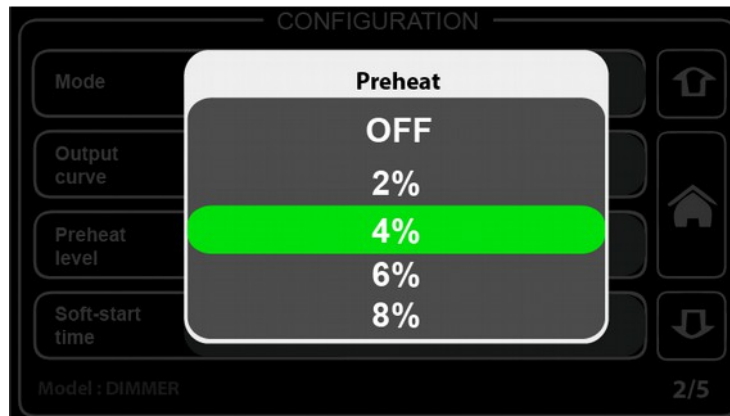 CONFIGURATION
Mode
Preheat
OFF
Output
curve
2%
4%
Preheat
level
6%
8%
Soft-start
time
Model : DIMMER
2/5